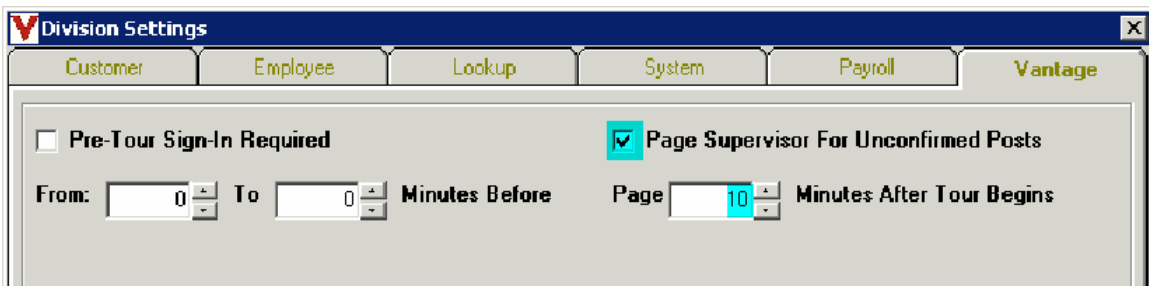 Division Settings
Customer Employee Lookup System Payroll Vantage
Pre-Tour Sign-In Required Page Supervisor For Unconfirmed Posts
From: 0 To 0 Minutes Before Page 10 Minutes After Tour Begins